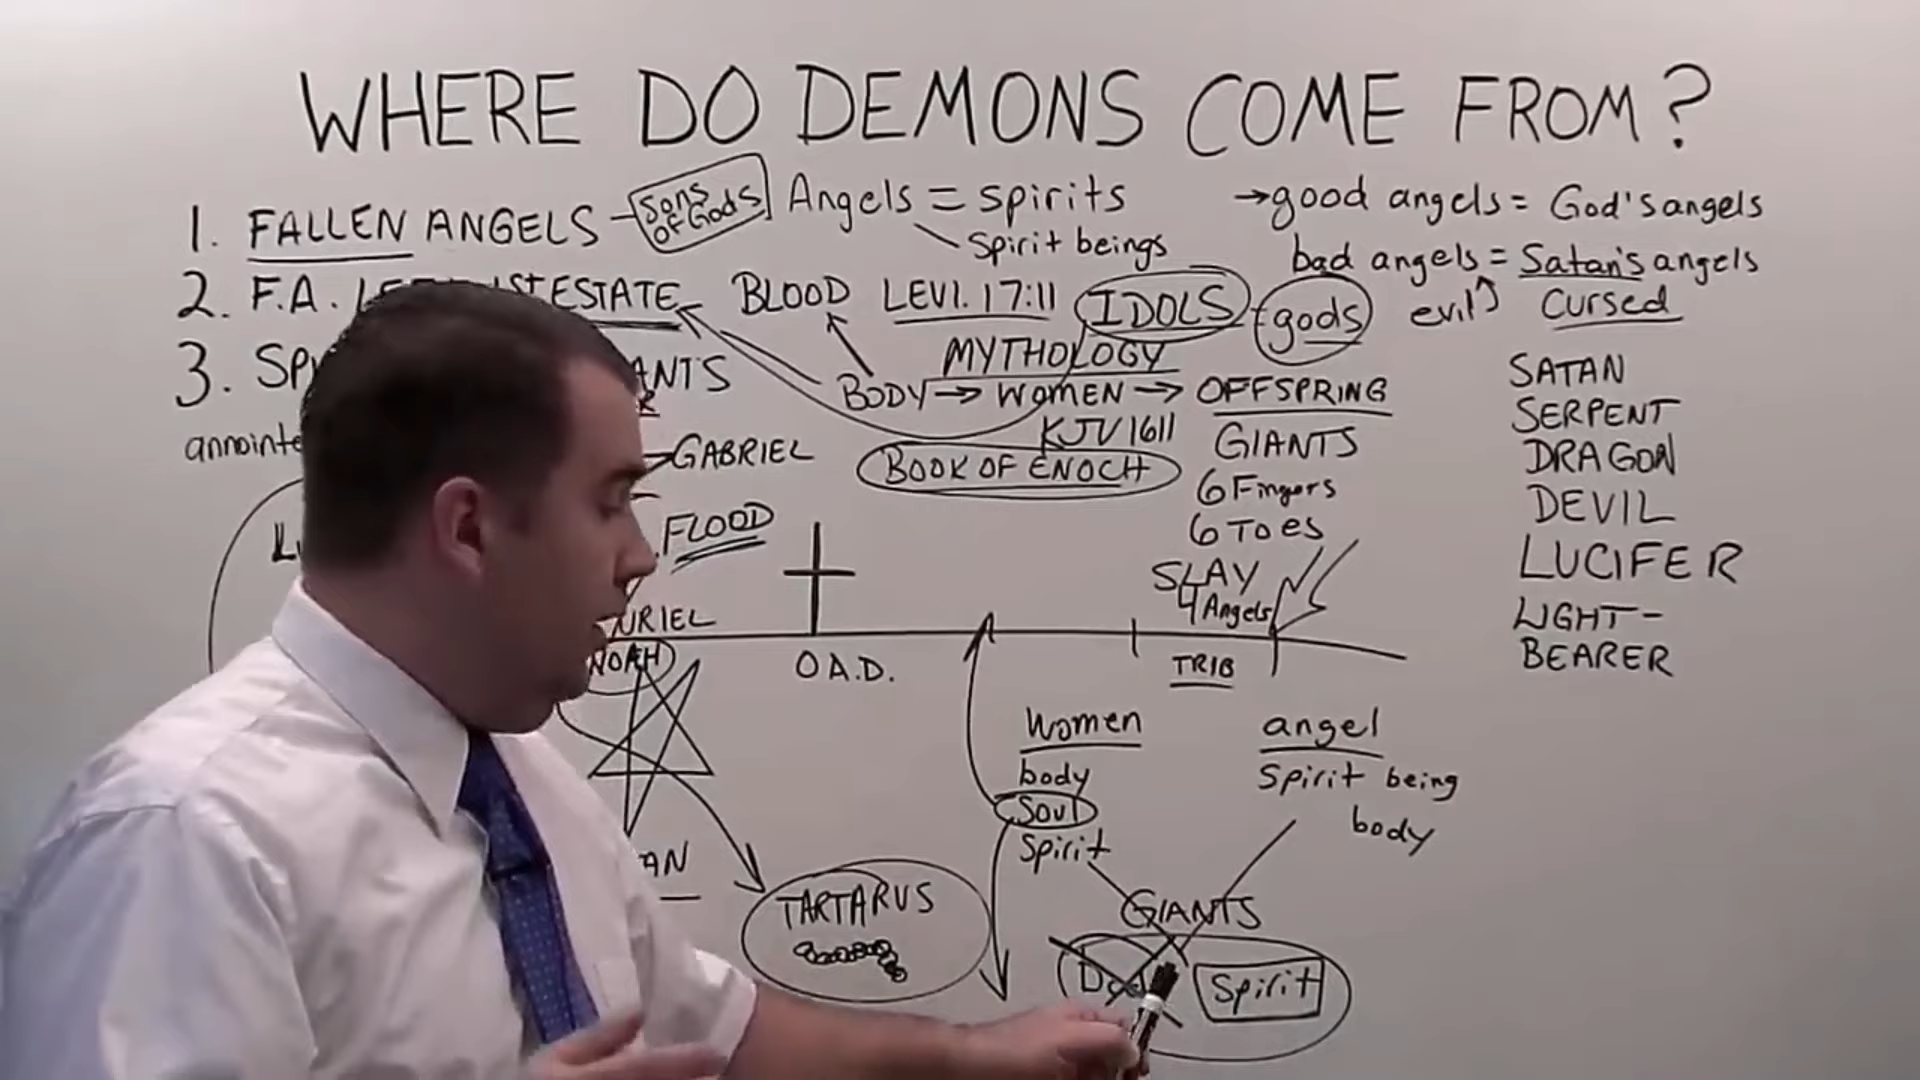 WHERE DO DEMONS COME FROM?
1. FALLEN ANGELS
Sons
of Gods
Angels = spirits
Spirit beings
→good angels = God's angels
bad angels = Satan's angels
evil
Cursed
2. F.A. ESTATE
BLOOD LEVI. 17:11
IDOLS
gods
MYTHOLOGY
BODY → WOMEN → OFFSPRING
KJV 1611
BOOK OF ENOCH
GIANTS
6 Fingers
6 Toes
SLAY
4 Angels
3.
GABRIEL
FLOOD
URIEL
NOAH
0 A.D.
TRIB
SATAN
SERPENT
DRAGON
DEVIL
LUCIFER
LIGHT-
BEARER
Women
body
Soul
Spirit
angel
Spirit being
body
TARTARUS
GIANTS
Spirit